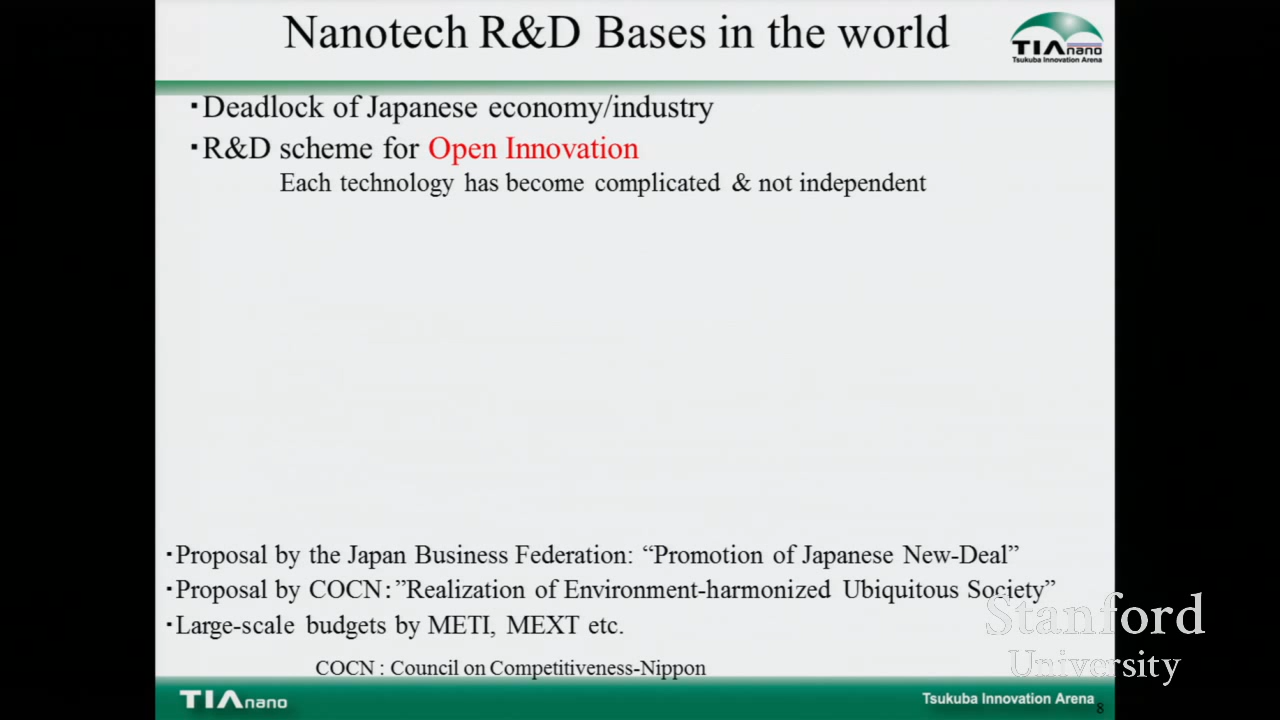 Nanotech R&D Bases in the world
TIA nano
Tsukuba Innovation Arena
･Deadlock of Japanese economy/industry
･R&D scheme for Open Innovation
Each technology has become complicated & not independent
･Proposal by the Japan Business Federation: “Promotion of Japanese New-Deal”
･Proposal by COCN:”Realization of Environment-harmonized Ubiquitous Society”
･Large-scale budgets by METI, MEXT etc.
COCN : Council on Competitiveness-Nippon
Stanford
University
TIA nano
Tsukuba Innovation Arena
8